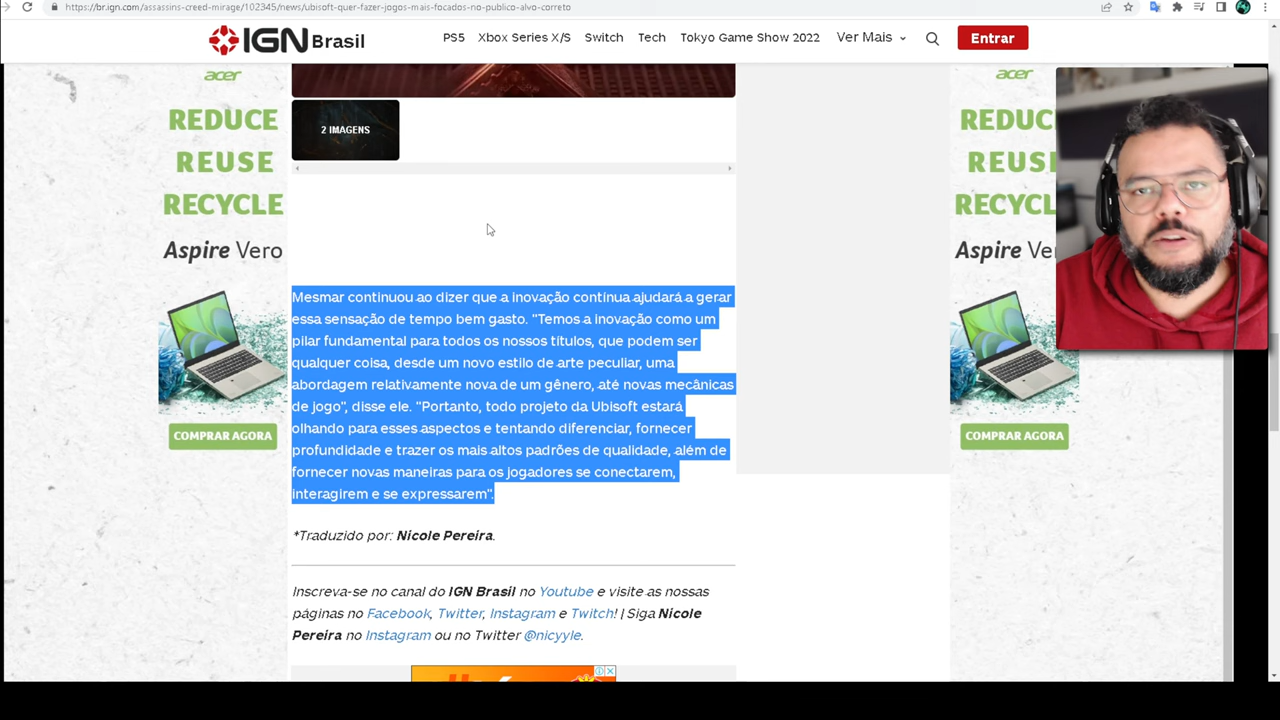 br.ign.com/assassins-creed-mirage/102345/news/ubisoft-quer-fazer-jogos-mais-focados-no-publico-alvo-correto
IGN Brasil
PS5 Xbox Series X/S Switch Tech Tokyo Game Show 2022 Ver Mais
Entrar
acer
REDUCE
REUSE
RECYCLE
Aspire Vero
COMPRAR AGORA
2 IMAGENS
Mesmar continuou ao dizer que a inovação contínua ajudará a gerar
essa sensação de tempo bem gasto. "Temos a inovação como um
pilar fundamental para todos os nossos títulos, que podem ser
qualquer coisa, desde um novo estilo de arte peculiar, uma
abordagem relativamente nova de um gênero, até novas mecânicas
de jogo", disse ele. "Portanto, todo projeto da Ubisoft estará
olhando para esses aspectos e tentando diferenciar, fornecer
profundidade e trazer os mais altos padrões de qualidade, além de
fornecer novas maneiras para os jogadores se conectarem,
interagirem e se expressarem".
*Traduzido por: Nicole Pereira.
Inscreva-se no canal do IGN Brasil no Youtube e visite as nossas
páginas no Facebook, Twitter, Instagram e Twitch! | Siga Nicole
Pereira no Instagram ou no Twitter @nicyyle.
acer
REDUC
REUS
RECYCL
Aspire Ve
COMPRAR AGORA